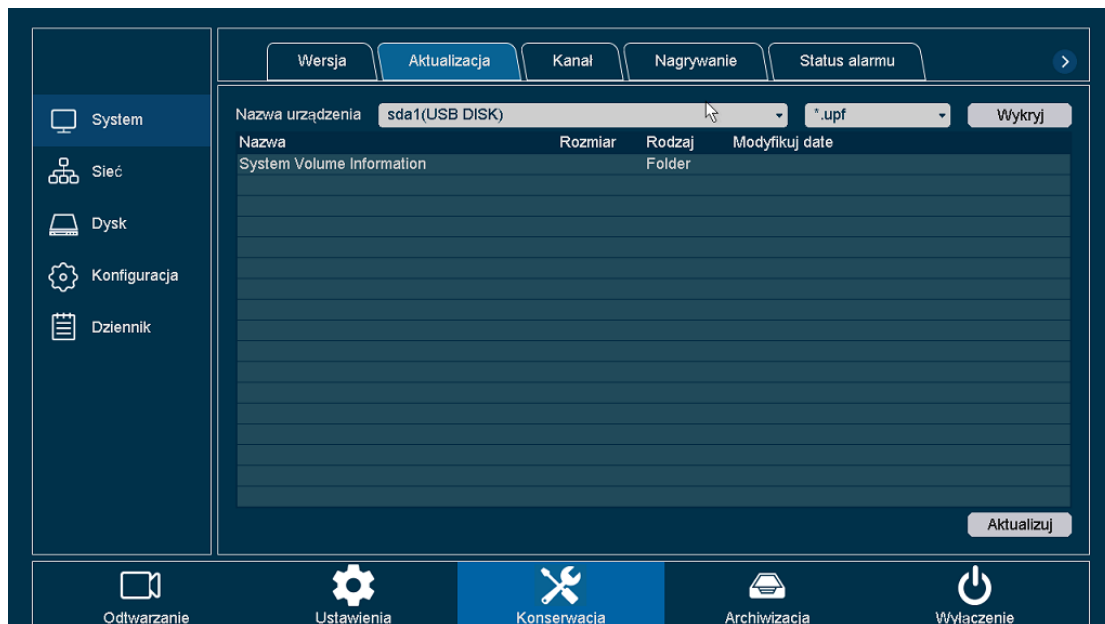 Wersja Aktualizacja Kanał Nagrywanie Status alarmu
System
Sieć
Dysk
Konfiguracja
Dziennik
Nazwa urządzenia sda1(USB DISK) *.upf Wykryj
Nazwa Rozmiar Rodzaj Modyfikuj date
System Volume Information Folder
Aktualizuj
Odtwarzanie Ustawienia Konserwacja Archiwizacja Wyłączenie